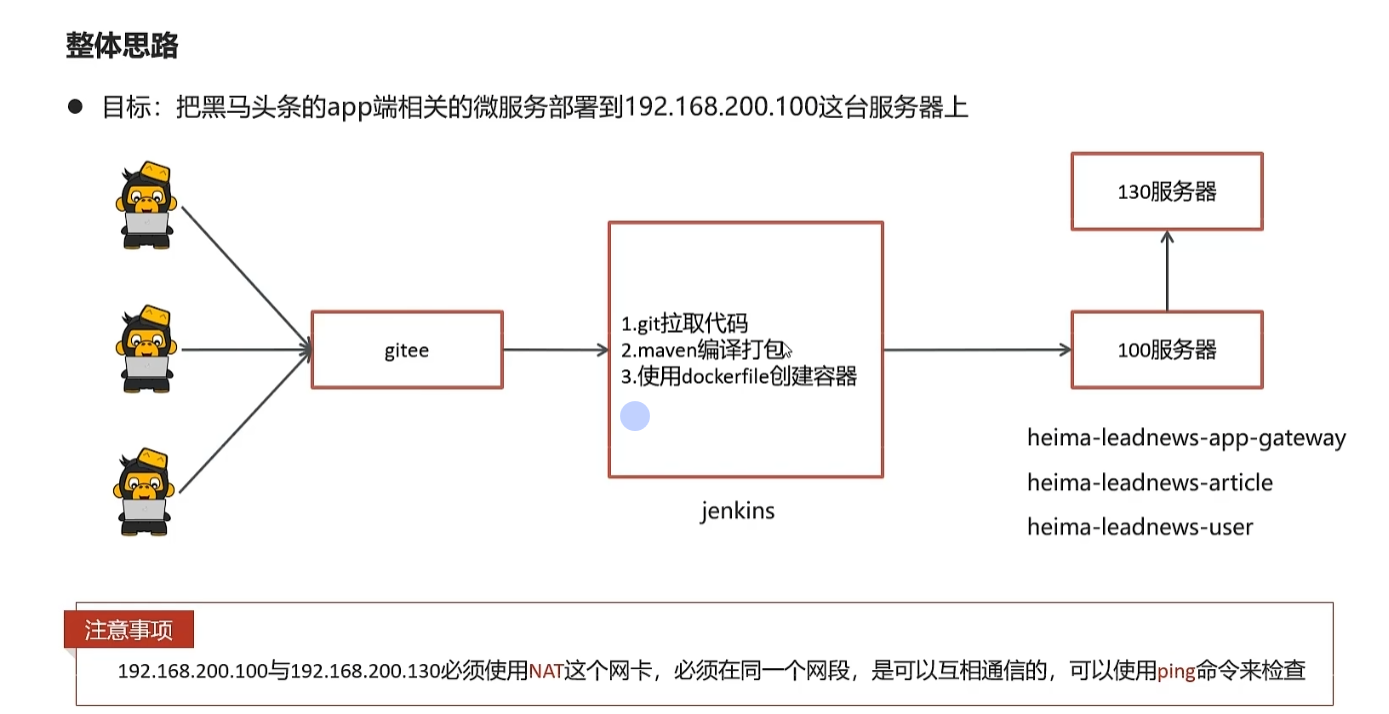 整体思路
● 目标：把黑马头条的app端相关的微服务部署到192.168.200.100这台服务器上
130服务器
gitee
1.git拉取代码
2.maven编译打包
3.使用dockerfile创建容器
100服务器
jenkins
heima-leadnews-app-gateway
heima-leadnews-article
heima-leadnews-user
注意事项
192.168.200.100与192.168.200.130必须使用NAT这个网卡，必须在同一个网段，是可以互相通信的，可以使用ping命令来检查